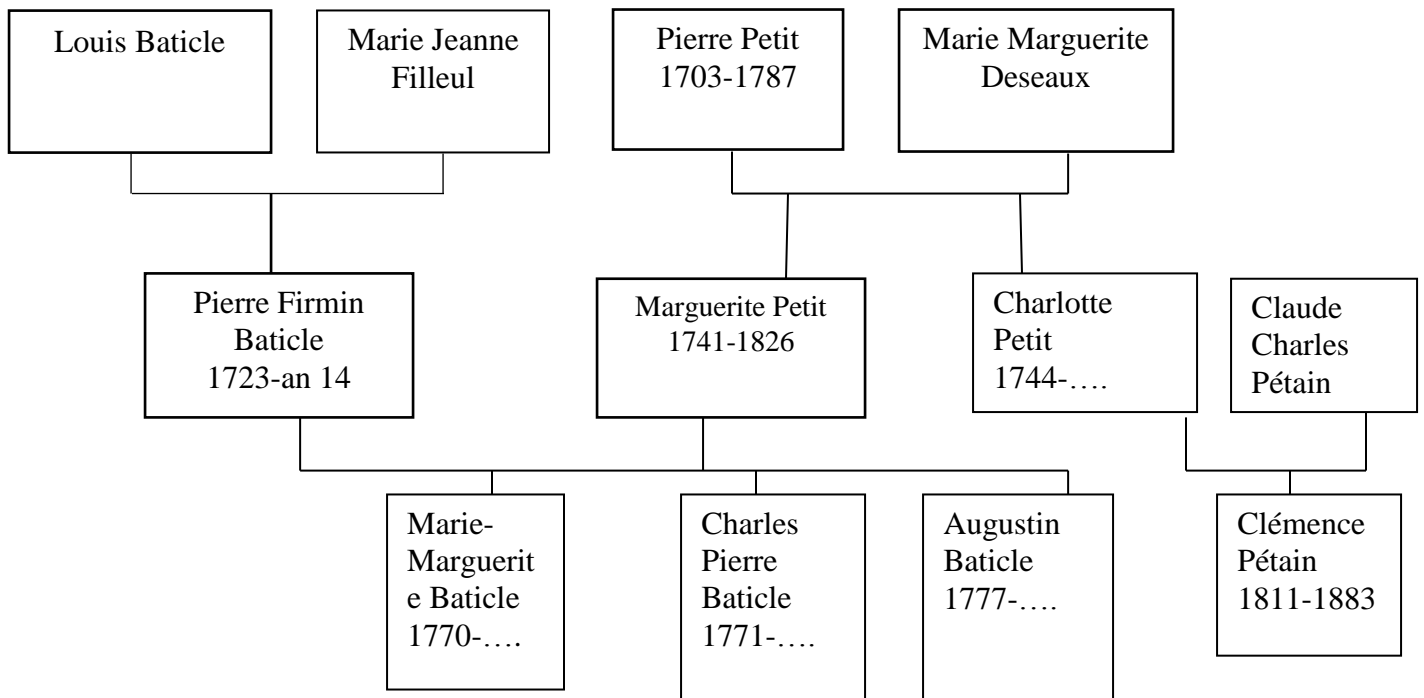 Louis Baticle
Marie Jeanne
Filleul
Pierre Petit
1703-1787
Marie Marguerite
Deseaux
Pierre Firmin
Baticle
1723-an 14
Marguerite Petit
1741-1826
Charlotte
Petit
1744-….
Claude
Charles
Pétain
Marie-
Marguerit
e Baticle
1770-….
Charles
Pierre
Baticle
1771-….
Augustin
Baticle
1777-….
Clémence
Pétain
1811-1883